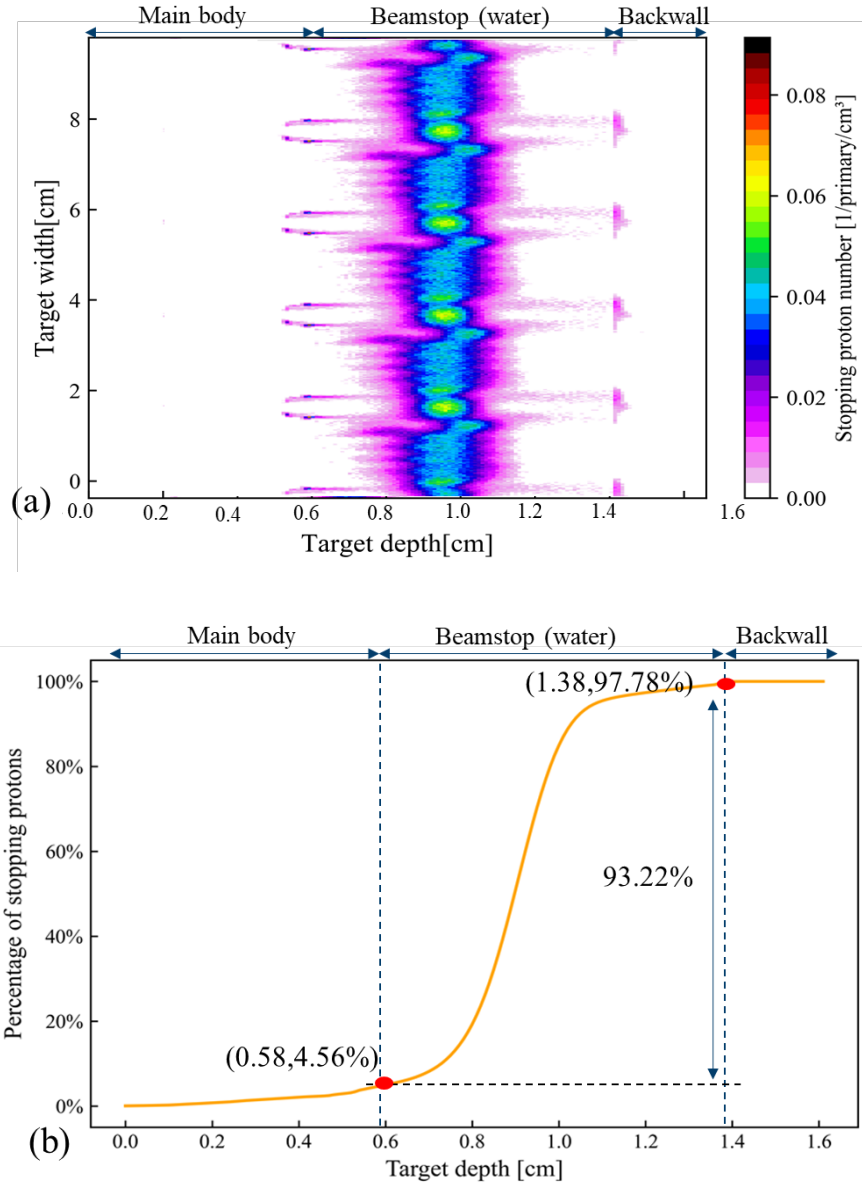 Main body Beamstop (water) Backwall
8
6
4
2
0
Target width[cm]
(a)
0.0 0.2 0.4 0.6 0.8 1.0 1.2 1.4 1.6
Target depth[cm]
0.08
0.06
0.04
0.02
0.00
Stopping proton number [1/primary/cm³]
Main body Beamstop (water) Backwall
100%
80%
60%
40%
20%
0%
Percentage of stopping protons
(1.38,97.78%)
93.22%
(0.58,4.56%)
(b)
0.0 0.2 0.4 0.6 0.8 1.0 1.2 1.4 1.6
Target depth [cm]